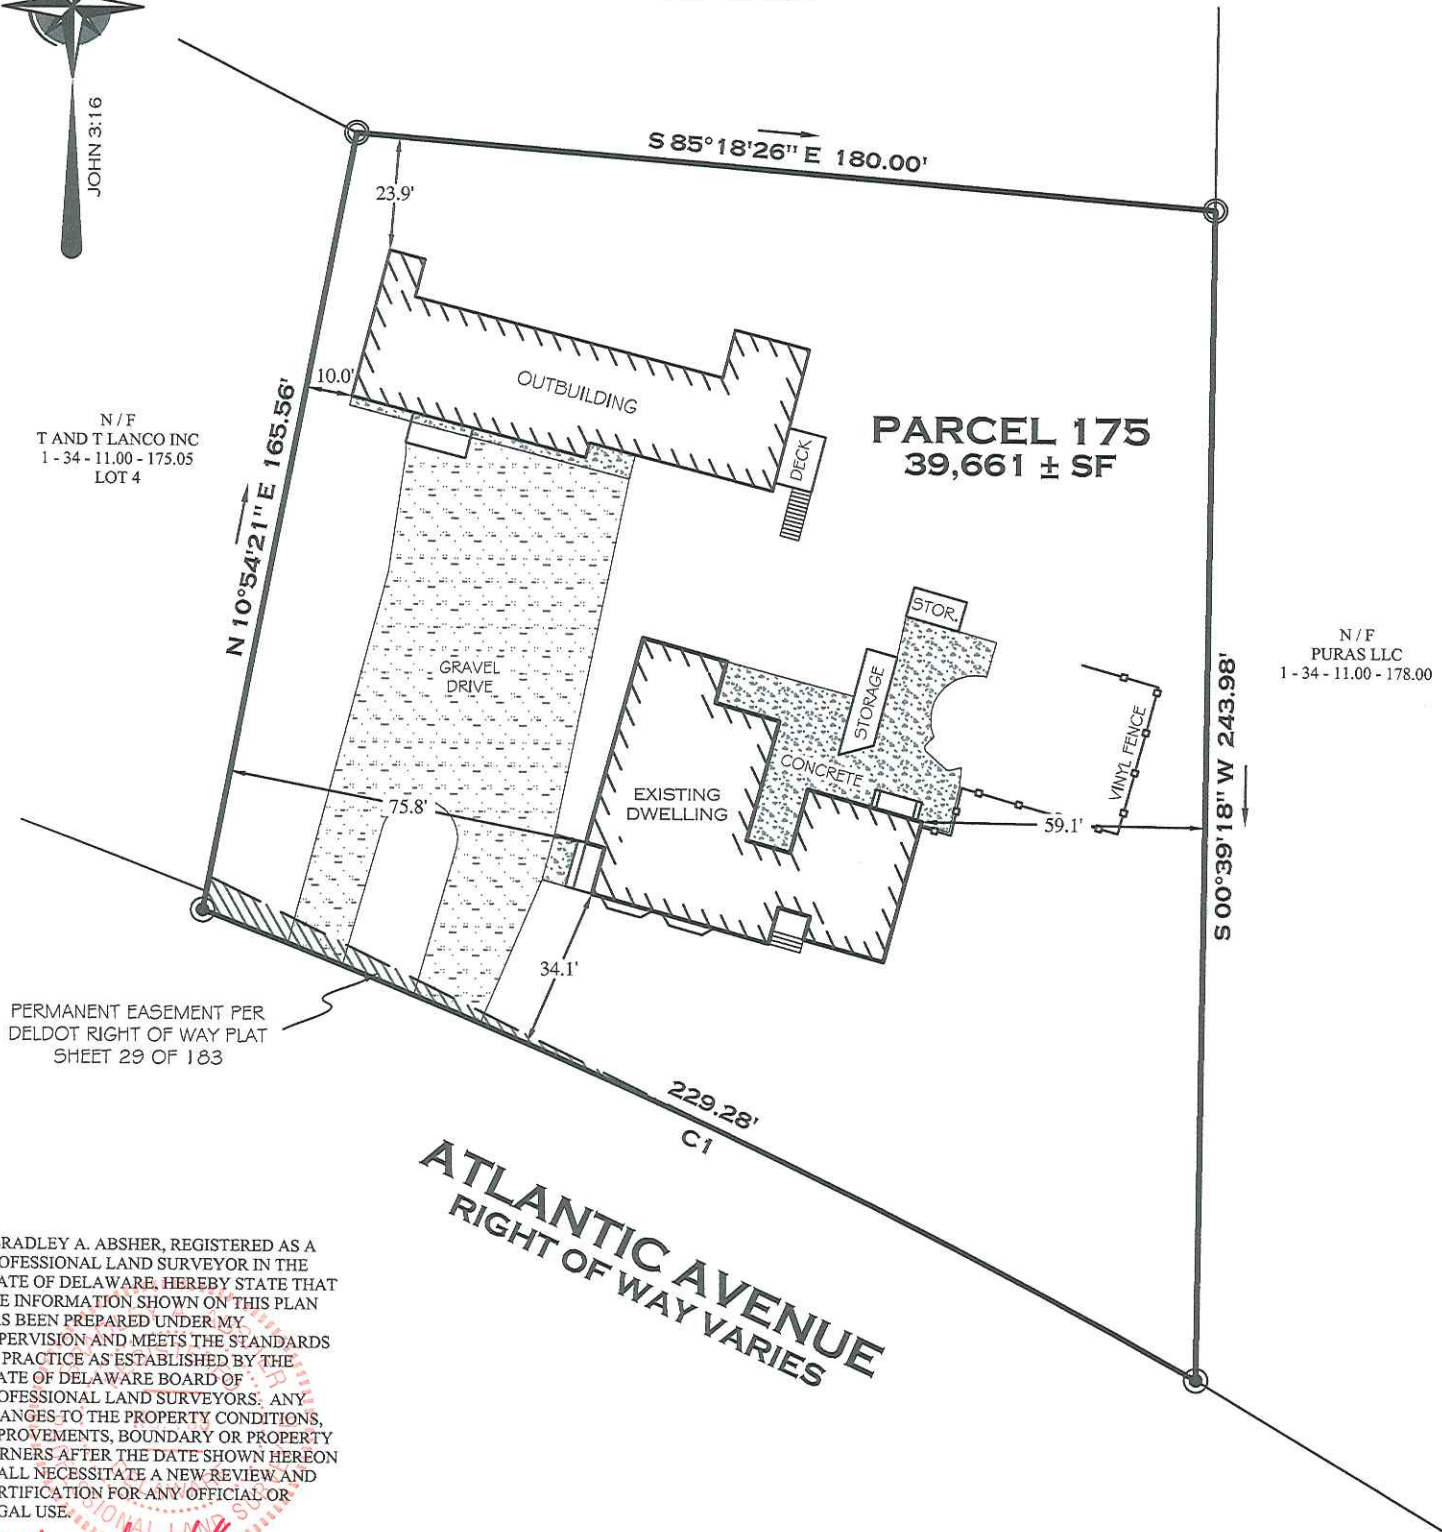 JOHN 3:16
S 85°18'26" E 180.00'
23.9'
10.0'
OUTBUILDING
DECK
PARCEL 175
39,661 ± SF
N / F
T AND T LANCO INC
1 - 34 - 11.00 - 175.05
LOT 4
N 10°54'21" E 165.56'
GRAVEL
DRIVE
STOR.
STORAGE
CONCRETE
EXISTING
DWELLING
VINYL FENCE
N / F
PURAS LLC
1 - 34 - 11.00 - 178.00
S 00°39'18" W 243.98'
75.8'
59.1'
34.1'
PERMANENT EASEMENT PER
DELDOT RIGHT OF WAY PLAT
SHEET 29 OF 183
229.28'
C1
ATLANTIC AVENUE
RIGHT OF WAY VARIES
RADLEY A. ABSHER, REGISTERED AS A
OFESSIONAL LAND SURVEYOR IN THE
ATE OF DELAWARE, HEREBY STATE THAT
E INFORMATION SHOWN ON THIS PLAN
AS BEEN PREPARED UNDER MY
PERVISION AND MEETS THE STANDARDS
PRACTICE AS ESTABLISHED BY THE
ATE OF DELAWARE BOARD OF
OFESSIONAL LAND SURVEYORS. ANY
ANGES TO THE PROPERTY CONDITIONS,
PROVEMENTS, BOUNDARY OR PROPERTY
RNERS AFTER THE DATE SHOWN HEREON
ALL NECESSITATE A NEW REVIEW AND
RTIFICATION FOR ANY OFFICIAL OR
GAL USE.